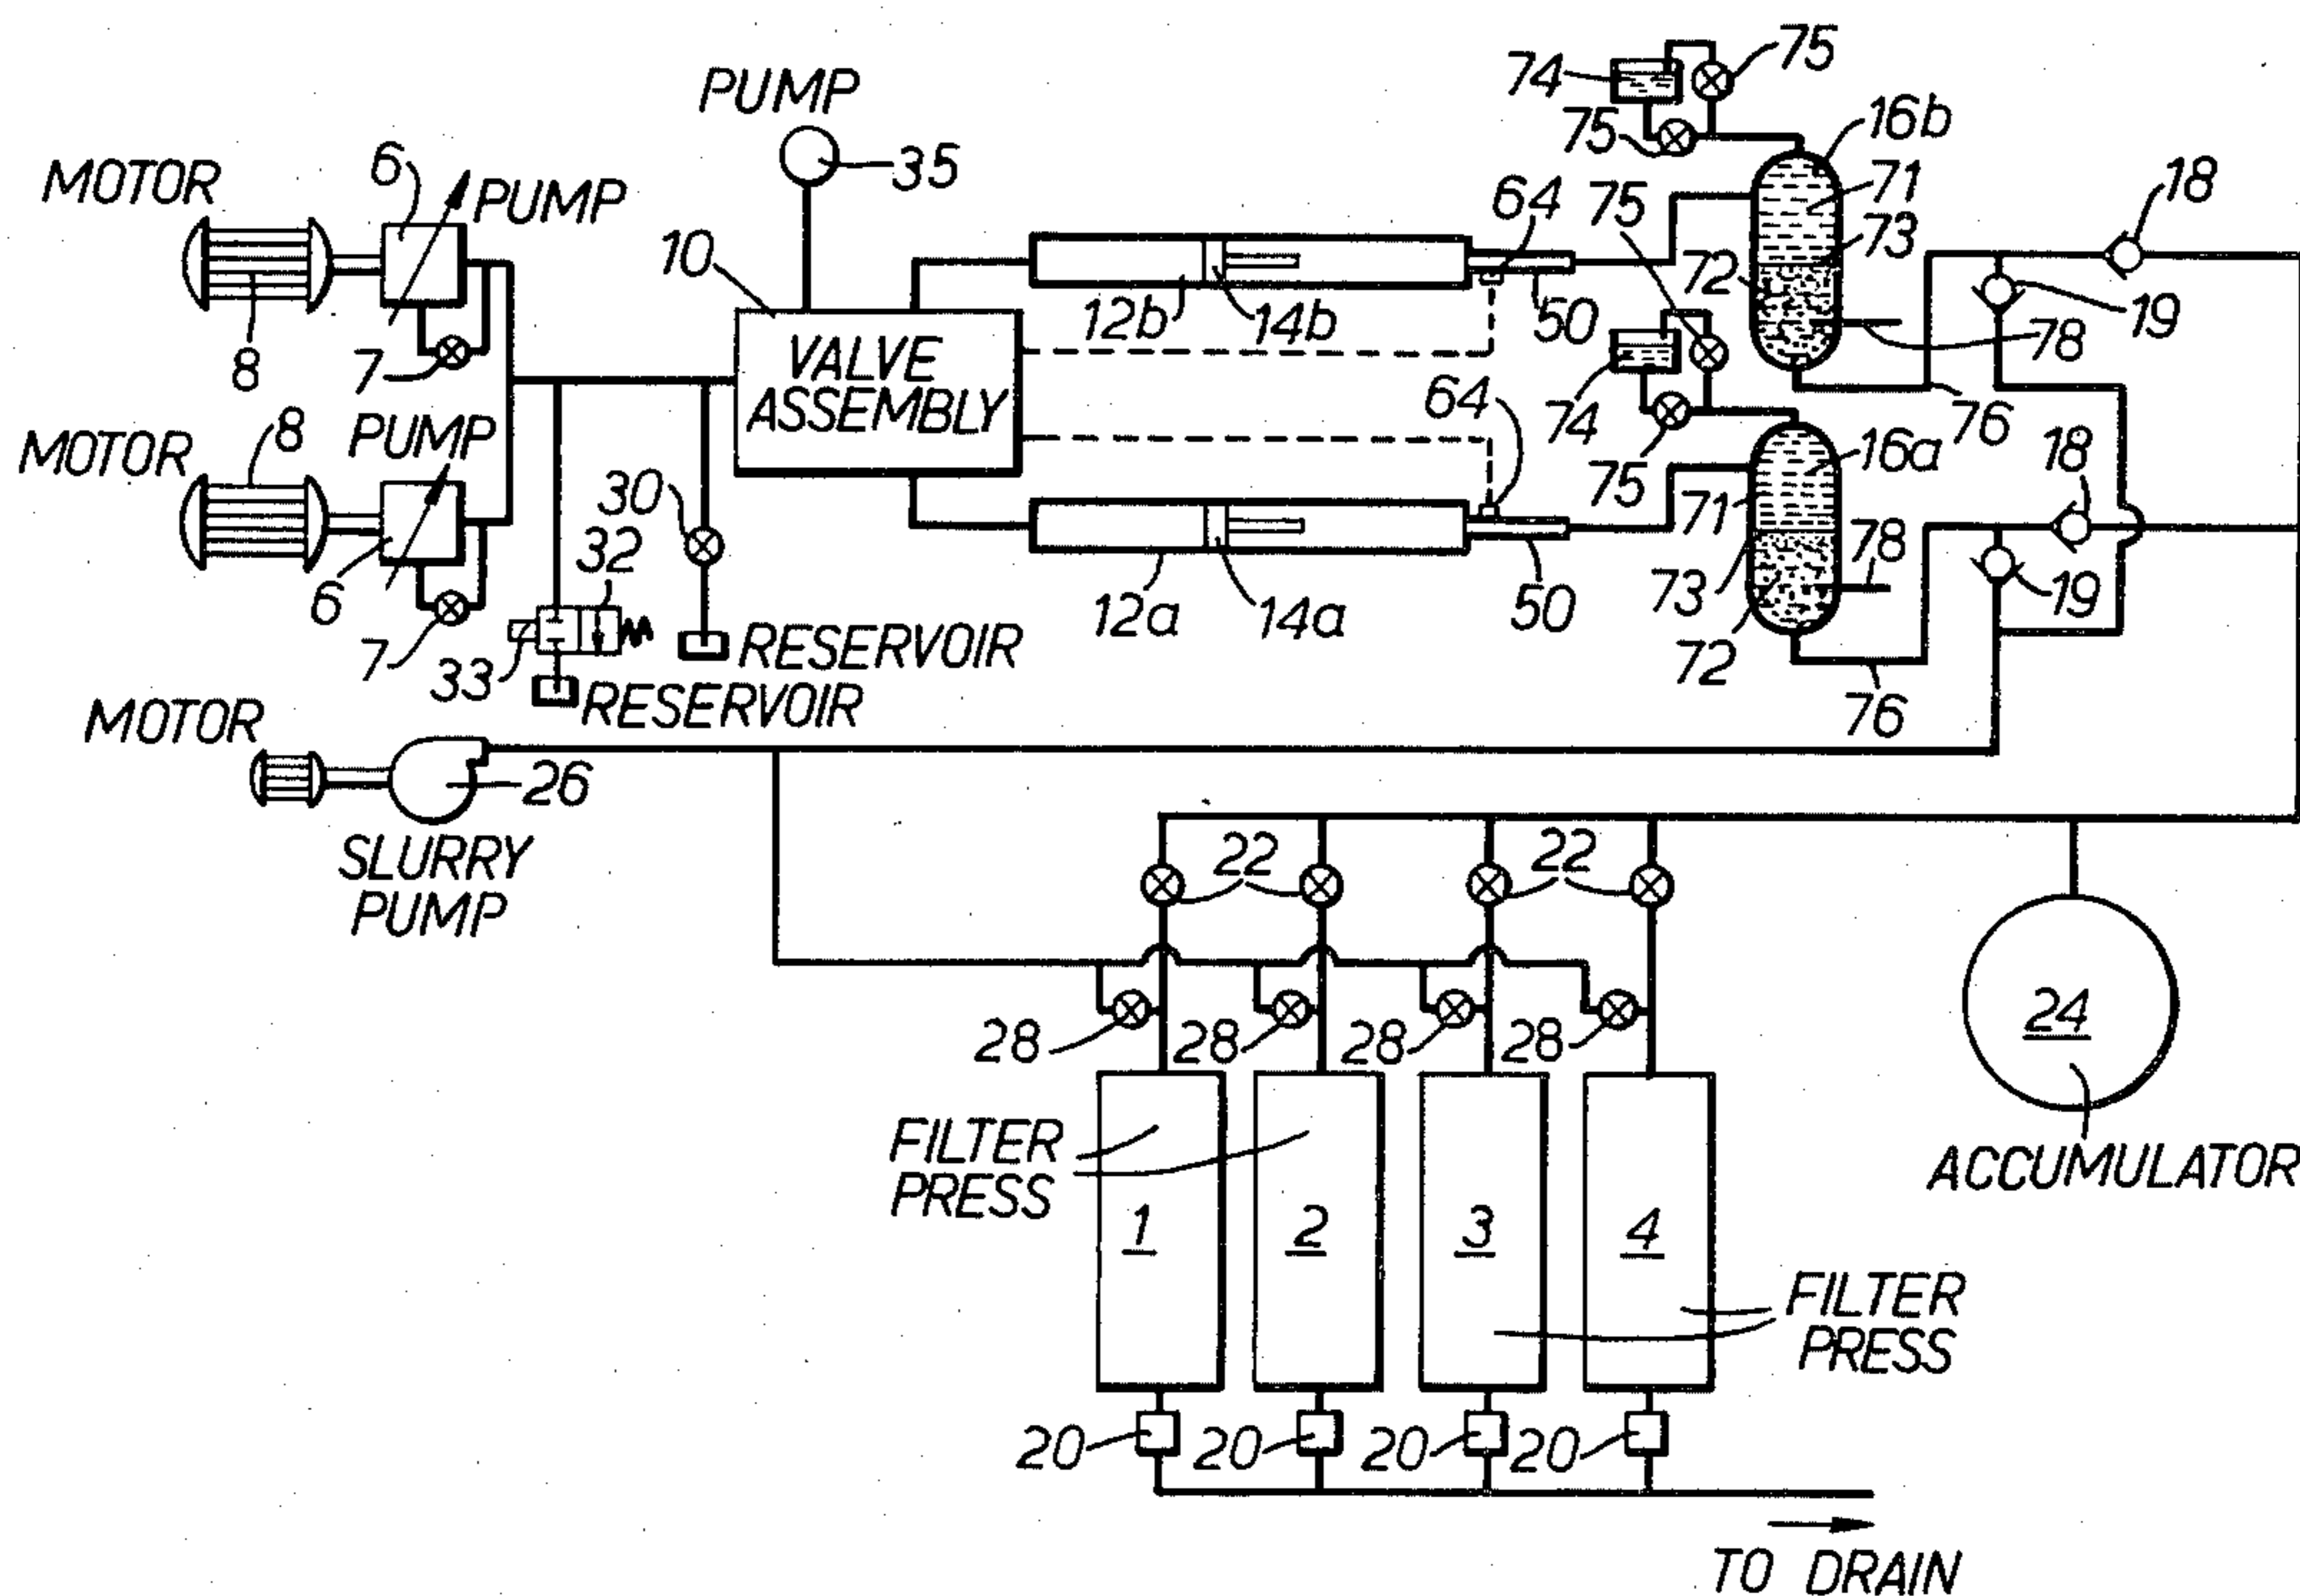 74
75
75
16b
PUMP
35
MOTOR
6
PUMP
71
73
18
64
75
10
8
7
12b
14b
50
72
78
19
VALVE
ASSEMBLY
74
75
76
MOTOR
8
PUMP
64
16a
18
30
32
6
7
33
12a
14a
50
71
73
72
78
19
76
RESERVOIR
RESERVOIR
MOTOR
26
SLURRY
PUMP
22
22
28
28
28
28
24
ACCUMULATOR
FILTER
PRESS
1
2
3
4
FILTER
PRESS
20
20
20
20
TO DRAIN